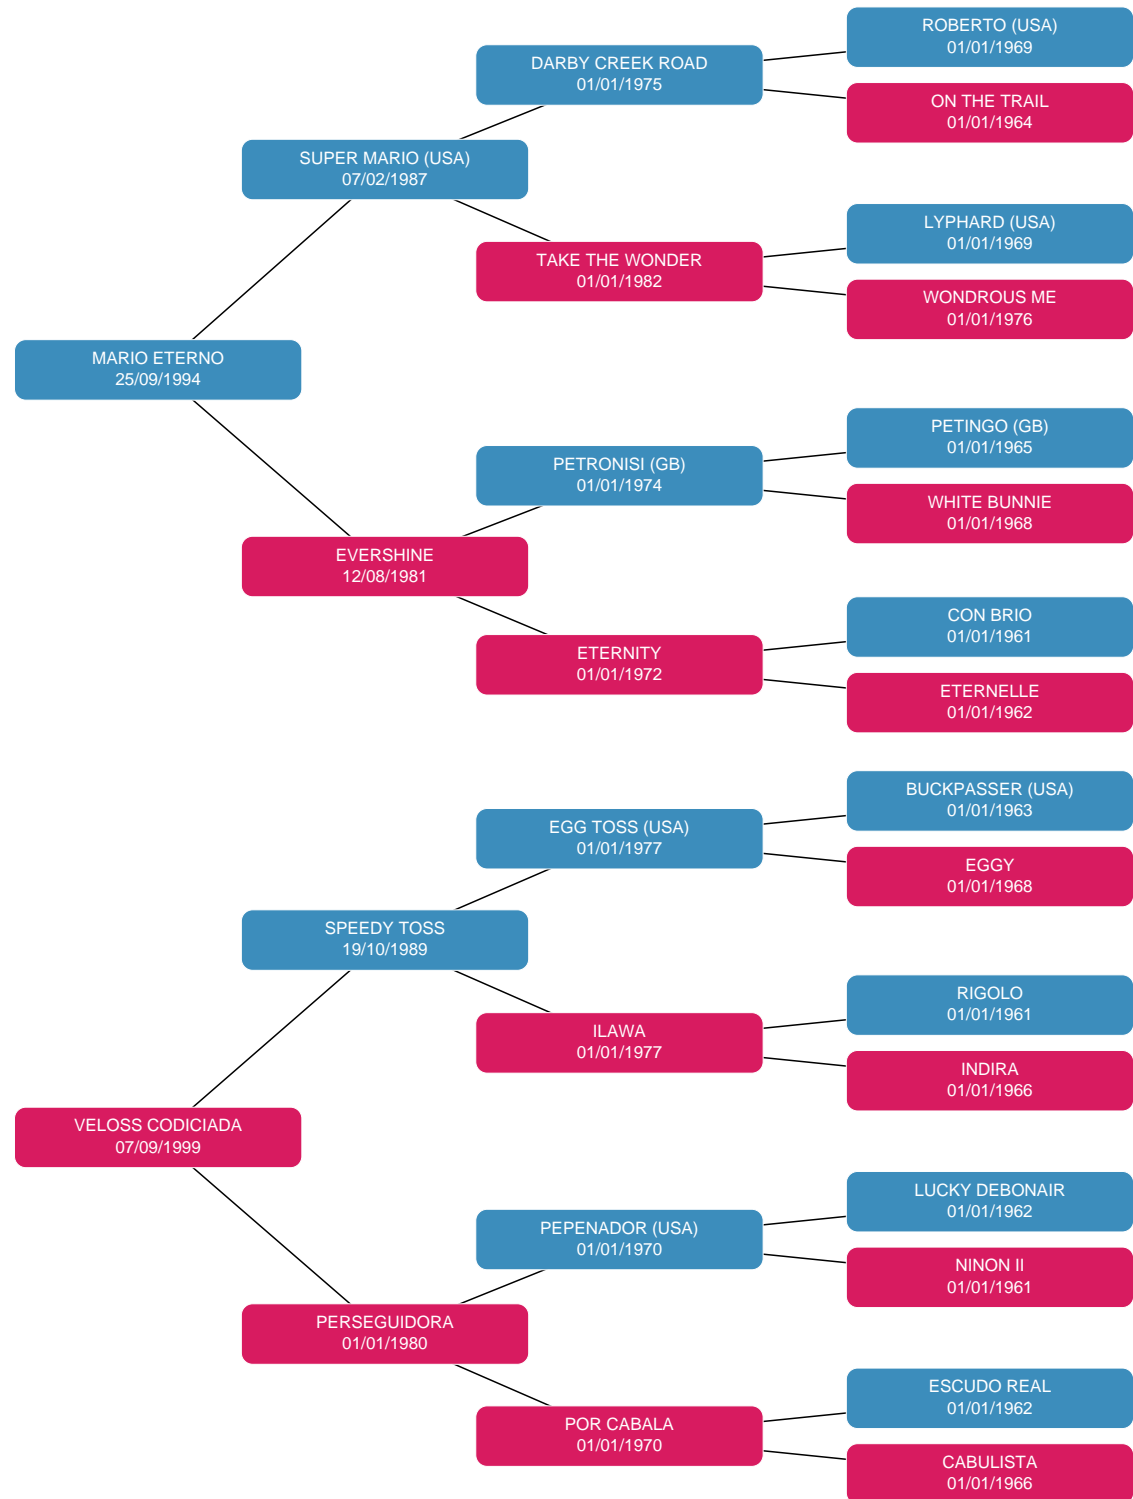 ROBERTO (USA)
01/01/1969
DARBY CREEK ROAD
01/01/1975
ON THE TRAIL
01/01/1964
SUPER MARIO (USA)
07/02/1987
LYPHARD (USA)
01/01/1969
TAKE THE WONDER
01/01/1982
WONDROUS ME
01/01/1976
MARIO ETERNO
25/09/1994
PETINGO (GB)
01/01/1965
PETRONISI (GB)
01/01/1974
WHITE BUNNIE
01/01/1968
EVERSHINE
12/08/1981
CON BRIO
01/01/1961
ETERNITY
01/01/1972
ETERNELLE
01/01/1962
BUCKPASSER (USA)
01/01/1963
EGG TOSS (USA)
01/01/1977
EGGY
01/01/1968
SPEEDY TOSS
19/10/1989
RIGOLO
01/01/1961
ILAWA
01/01/1977
INDIRA
01/01/1966
VELOSS CODICIADA
07/09/1999
LUCKY DEBONAIR
01/01/1962
PEPENADOR (USA)
01/01/1970
NINON II
01/01/1961
PERSEGUIDORA
01/01/1980
ESCUDO REAL
01/01/1962
POR CABALA
01/01/1970
CABULISTA
01/01/1966